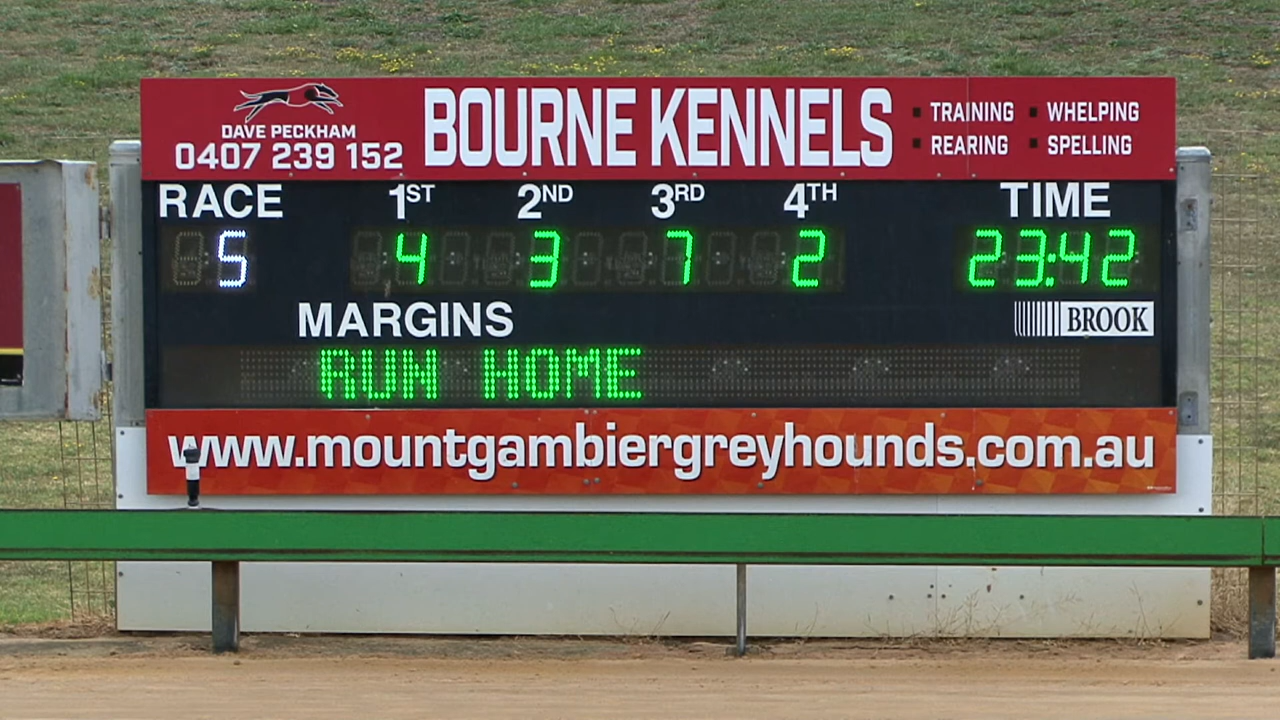 DAVE PECKHAM
0407 239 152
BOURNE KENNELS
▪ TRAINING ▪ WHELPING
▪ REARING ▪ SPELLING
RACE 1ST 2ND 3RD 4TH TIME
5 4 3 7 2 23:42
MARGINS
BROOK
RUN HOME
www.mountgambiergreyhounds.com.au